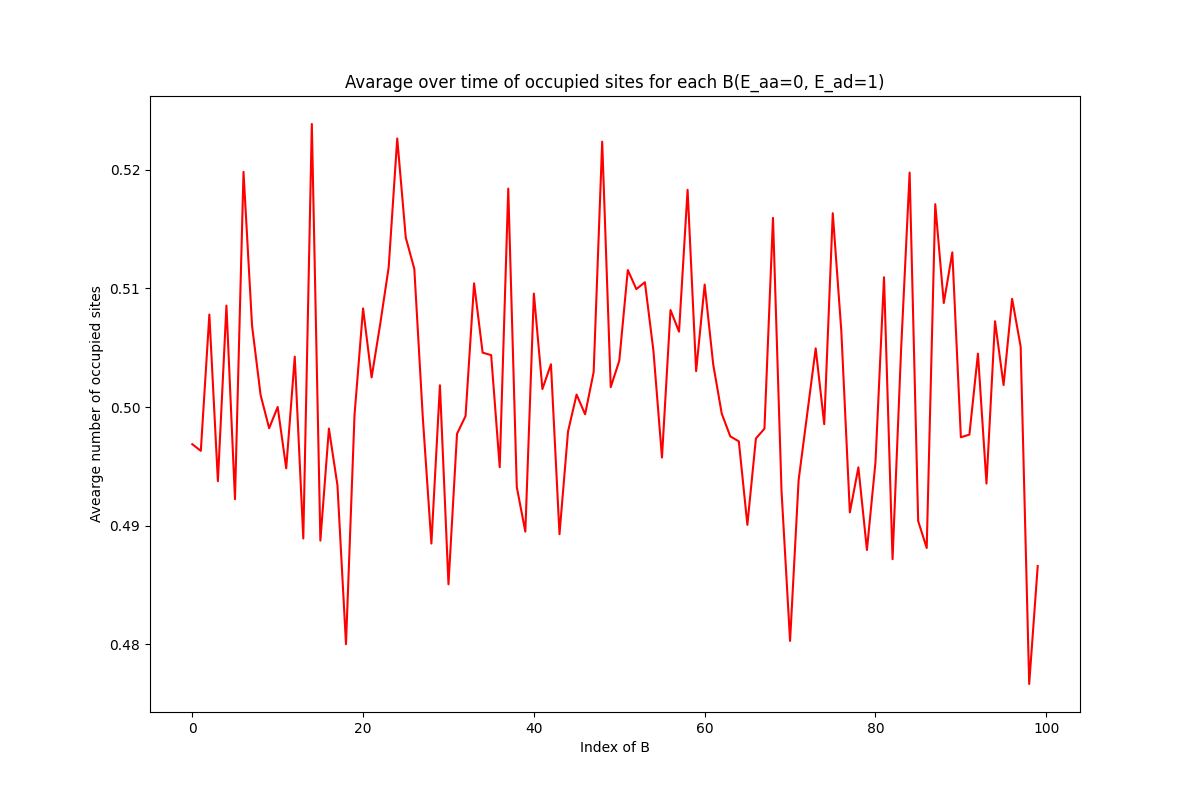 Avarage over time of occupied sites for each B(E_aa=0, E_ad=1)
0.52
0.51
0.50
0.49
0.48
Avearge number of occupied sites
0 20 40 60 80 100
Index of B